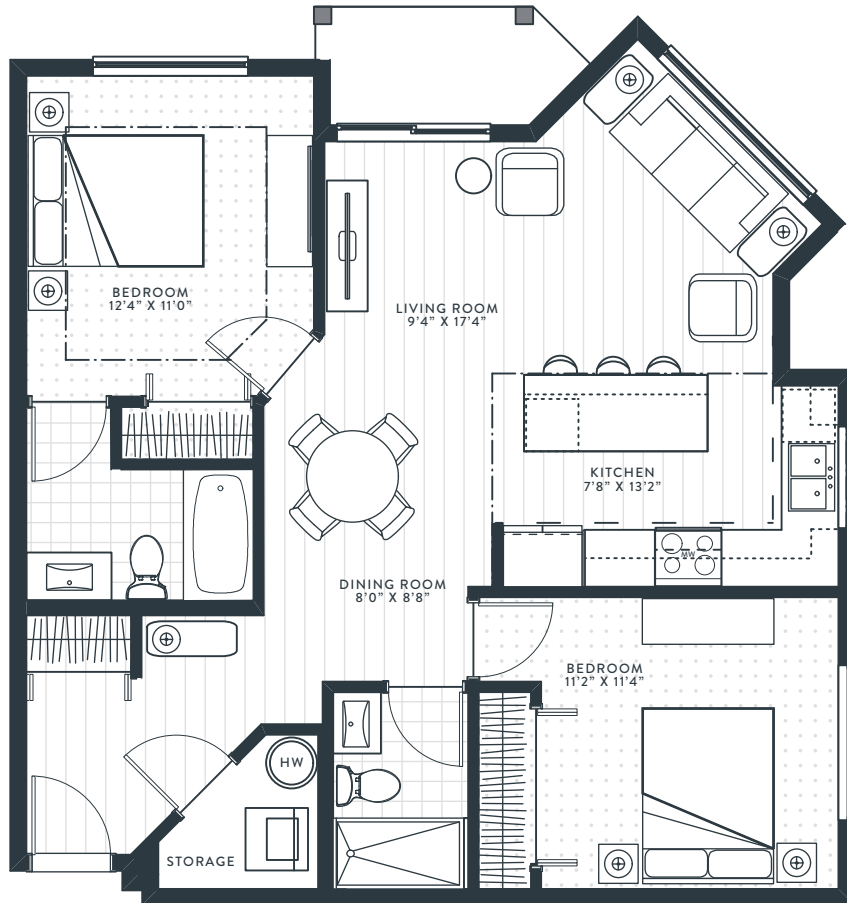 BEDROOM
12'4" X 11'0"
LIVING ROOM
9'4" X 17'4"
KITCHEN
7'8" X 13'2"
MW
DINING ROOM
8'0" X 8'8"
BEDROOM
11'2" X 11'4"
HW
STORAGE